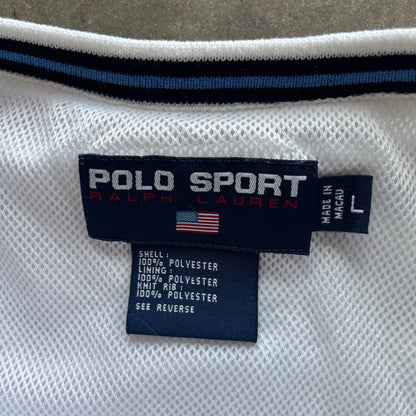 POLO SPORT
RALPH LAUREN
MADE IN
MACAU
L
SHELL:
100% POLYESTER
LINING:
100% POLYESTER
KNIT RIB:
100% POLYESTER
SEE REVERSE